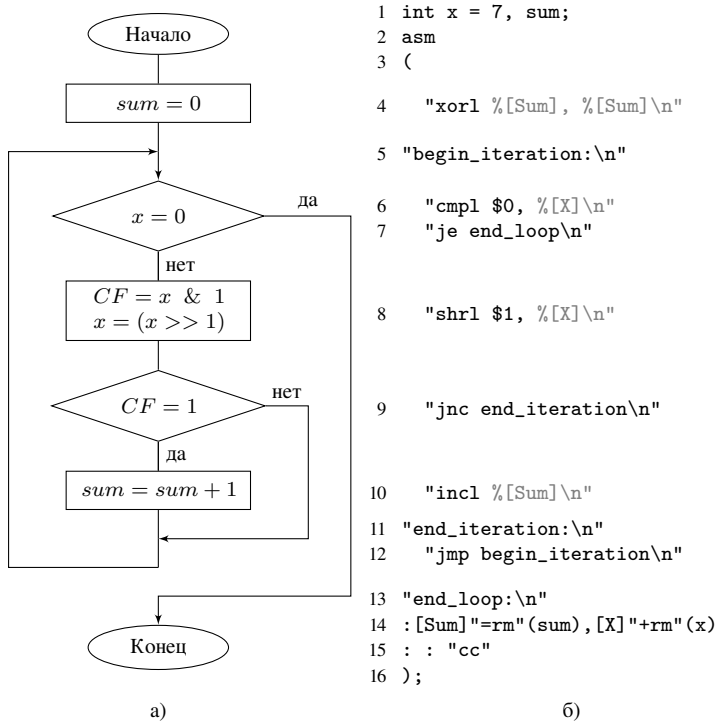 Начало
sum = 0
x = 0
да
нет
CF = x & 1
x = (x >> 1)
CF = 1
нет
да
sum = sum + 1
Конец
а)
1 int x = 7, sum;
2 asm
3 (
4 "xorl %[Sum], %[Sum]\n"
5 "begin_iteration:\n"
6 "cmpl $0, %[X]\n"
7 "je end_loop\n"
8 "shrl $1, %[X]\n"
9 "jnc end_iteration\n"
10 "incl %[Sum]\n"
11 "end_iteration:\n"
12 "jmp begin_iteration\n"
13 "end_loop:\n"
14 :[Sum]"=rm"(sum),[X]"+rm"(x)
15 : : "cc"
16 );
б)